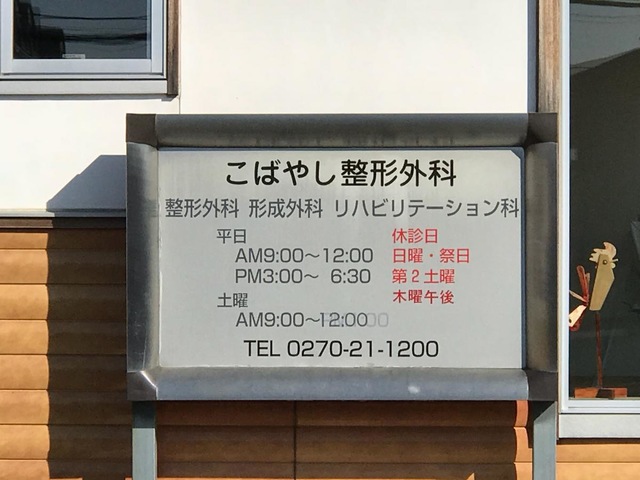 こばやし整形外科
整形外科 形成外科 リハビリテーション科
平日
AM9:00～12:00
PM3:00～ 6:30
土曜
AM9:00～12:00
休診日
日曜・祭日
第2土曜
木曜午後
TEL 0270-21-1200